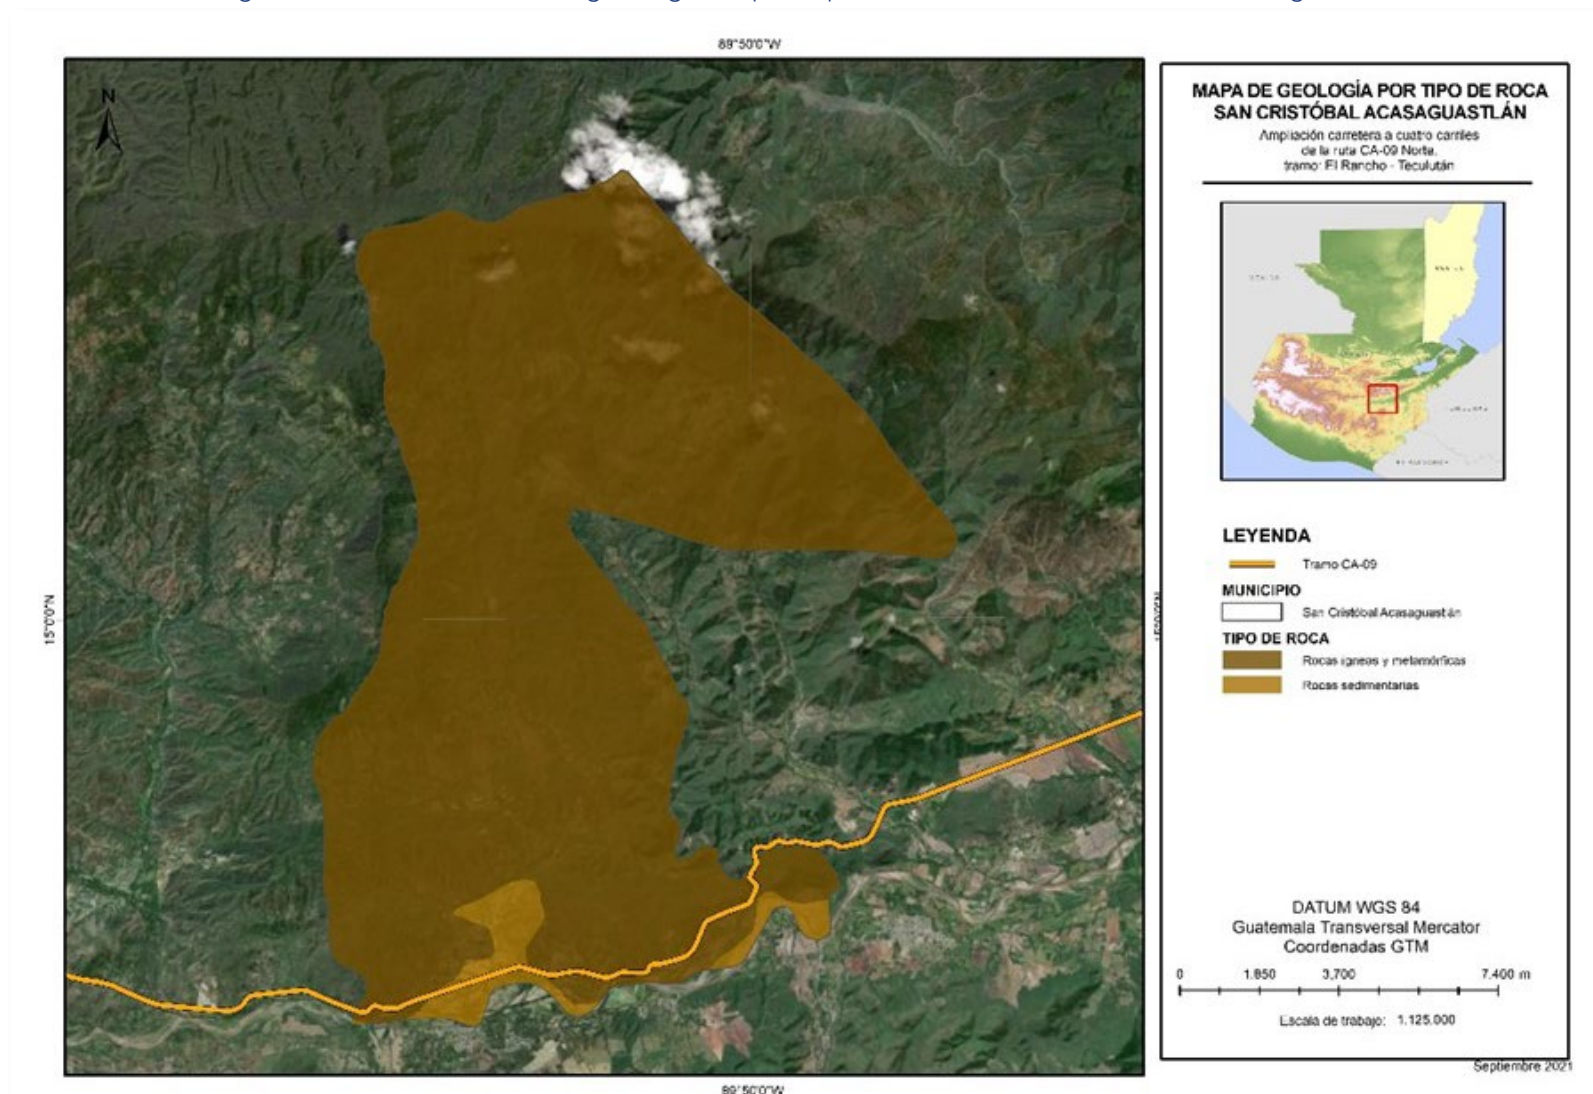 89°50'0"W
N
15°0'0"N
89°50'0"W
MAPA DE GEOLOGÍA POR TIPO DE ROCA
SAN CRISTÓBAL ACASAGUASTLÁN
Ampliación carretera a cuatro carriles
de la ruta CA-09 Norte,
tramo: El Rancho - Teculután
LEYENDA
Tramo CA-09
MUNICIPIO
San Cristóbal Acasaguastlán
TIPO DE ROCA
Rocas ígneas y metamórficas
Rocas sedimentarias
DATUM WGS 84
Guatemala Transversal Mercator
Coordenadas GTM
0 1.850 3,700 7.400 m
Escala de trabajo: 1.125.000
Septiembre 2021